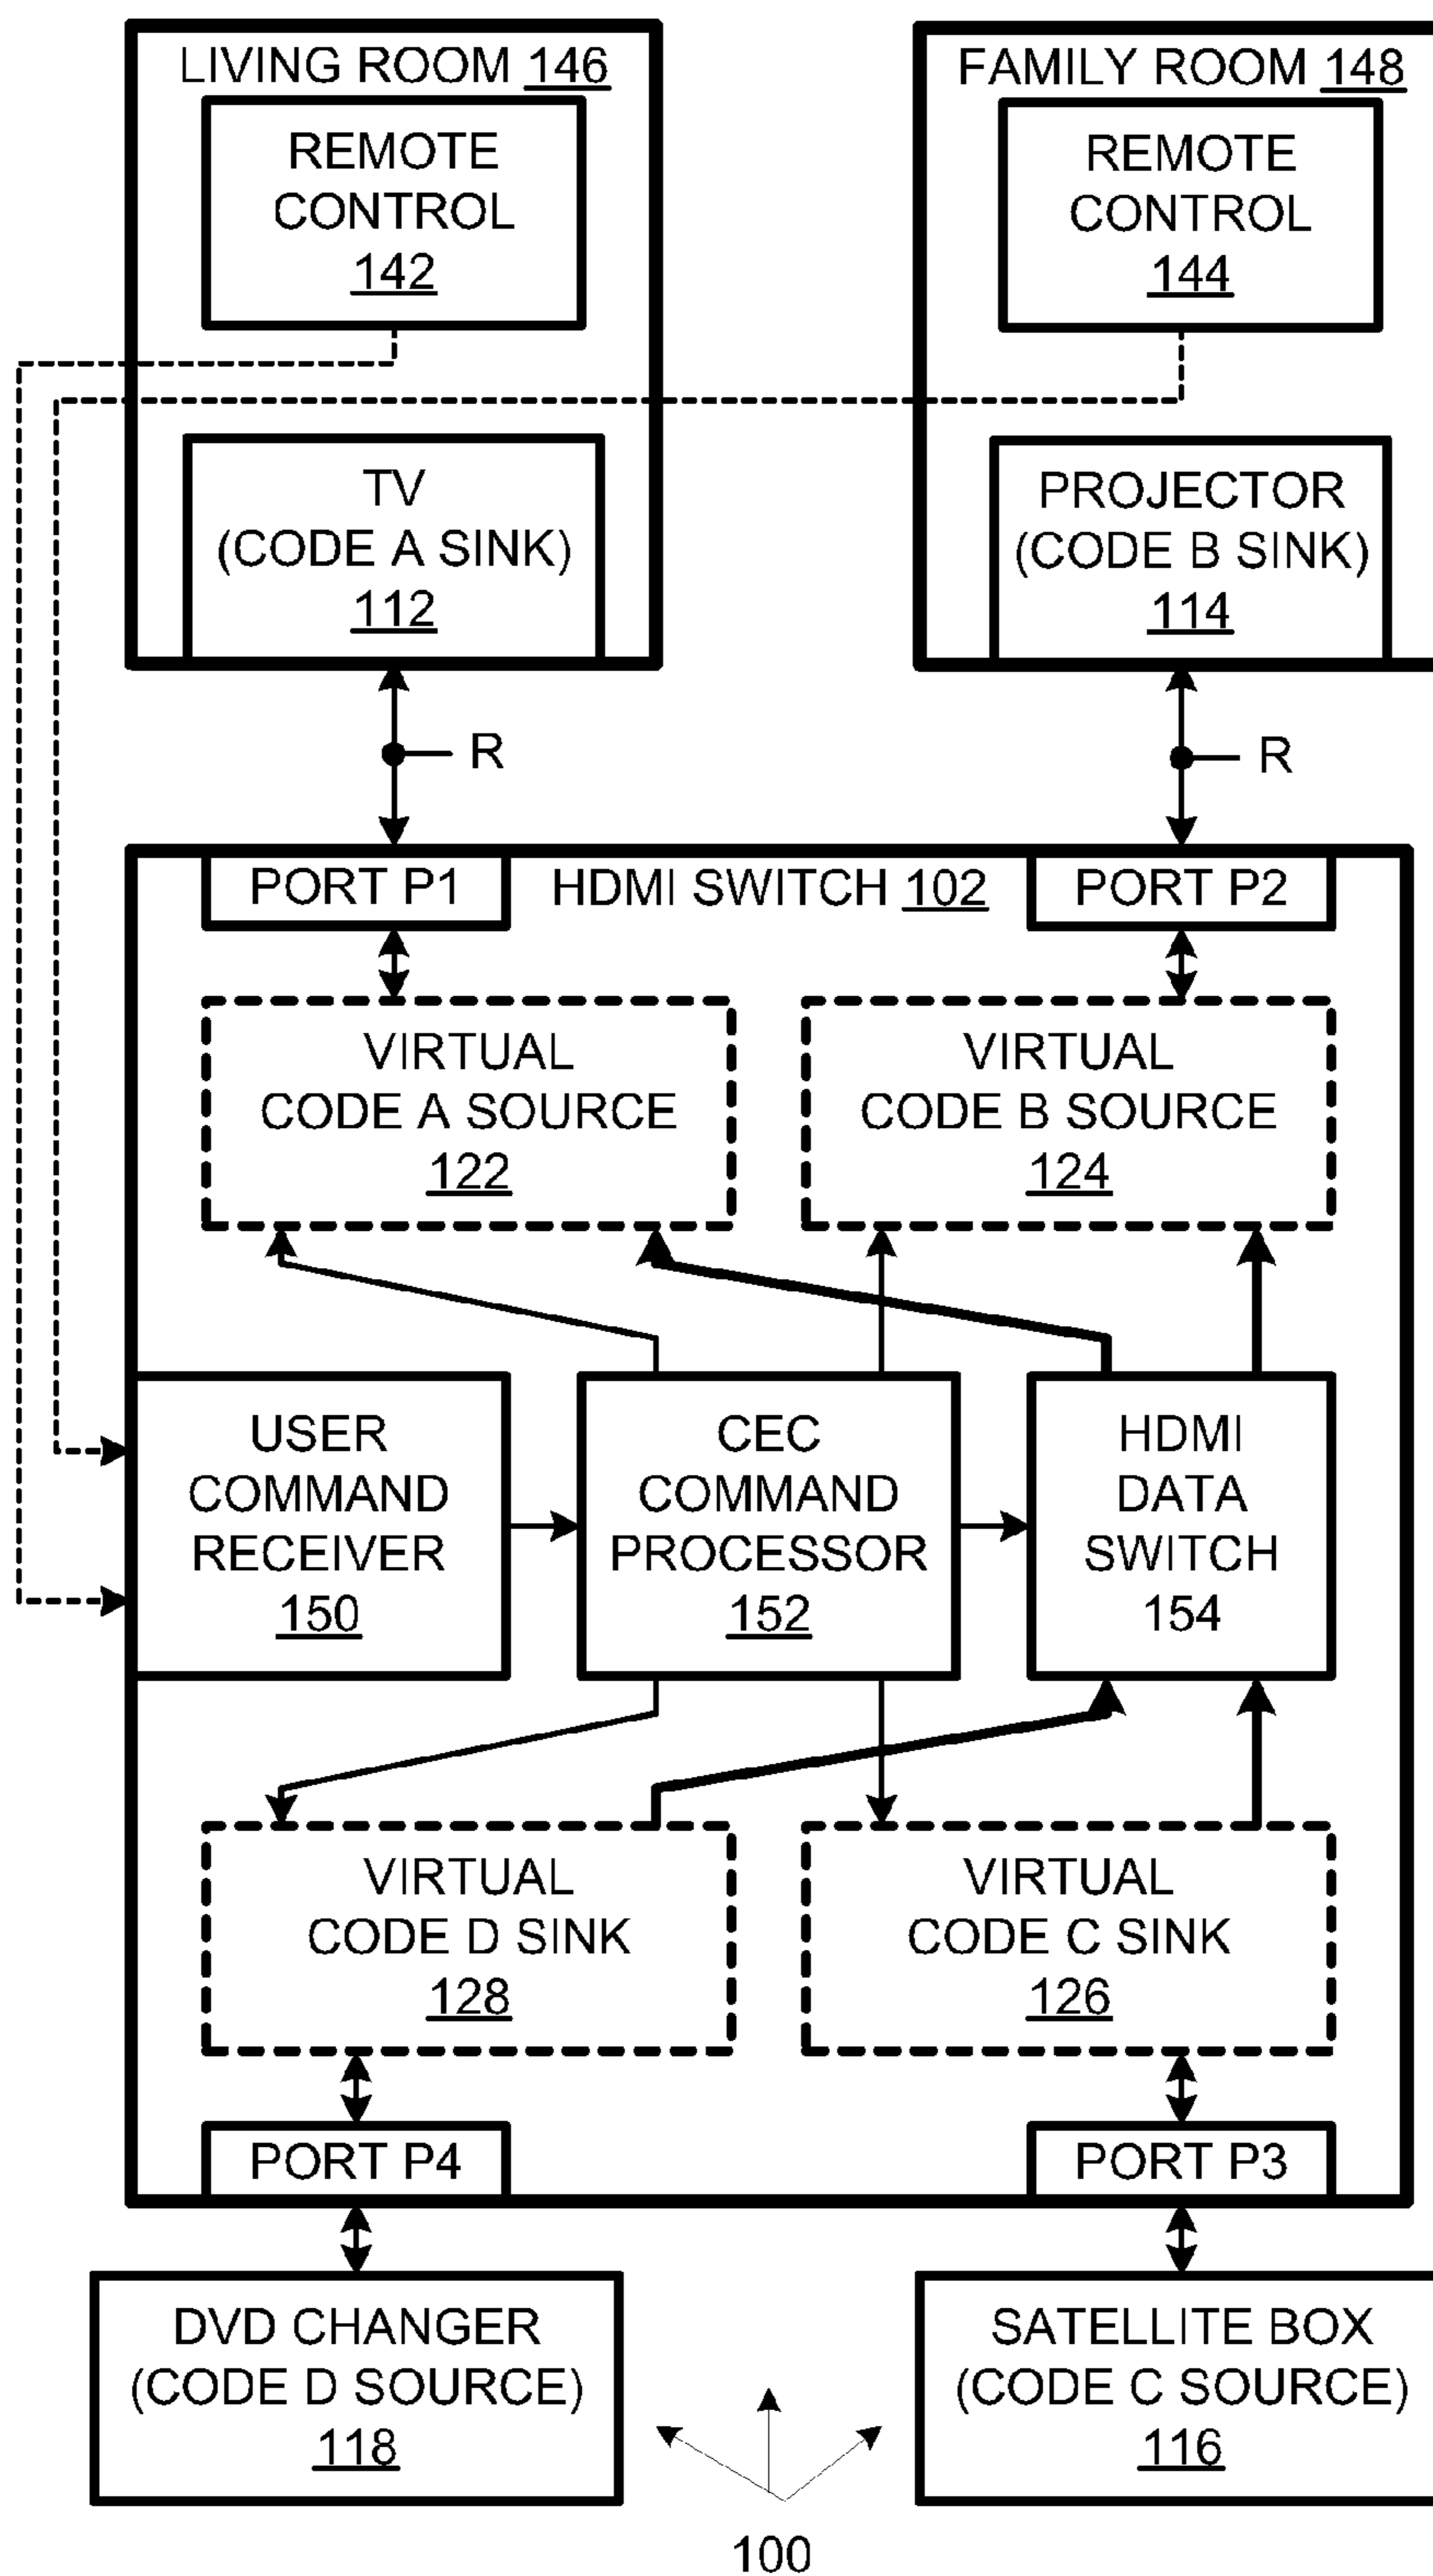 LIVING ROOM 146
REMOTE
CONTROL
142
TV
(CODE A SINK)
112
FAMILY ROOM 148
REMOTE
CONTROL
144
PROJECTOR
(CODE B SINK)
114
R
R
PORT P1
HDMI SWITCH 102
PORT P2
VIRTUAL
CODE A SOURCE
122
VIRTUAL
CODE B SOURCE
124
USER
COMMAND
RECEIVER
150
CEC
COMMAND
PROCESSOR
152
HDMI
DATA
SWITCH
154
VIRTUAL
CODE D SINK
128
VIRTUAL
CODE C SINK
126
PORT P4
PORT P3
DVD CHANGER
(CODE D SOURCE)
118
SATELLITE BOX
(CODE C SOURCE)
116
100